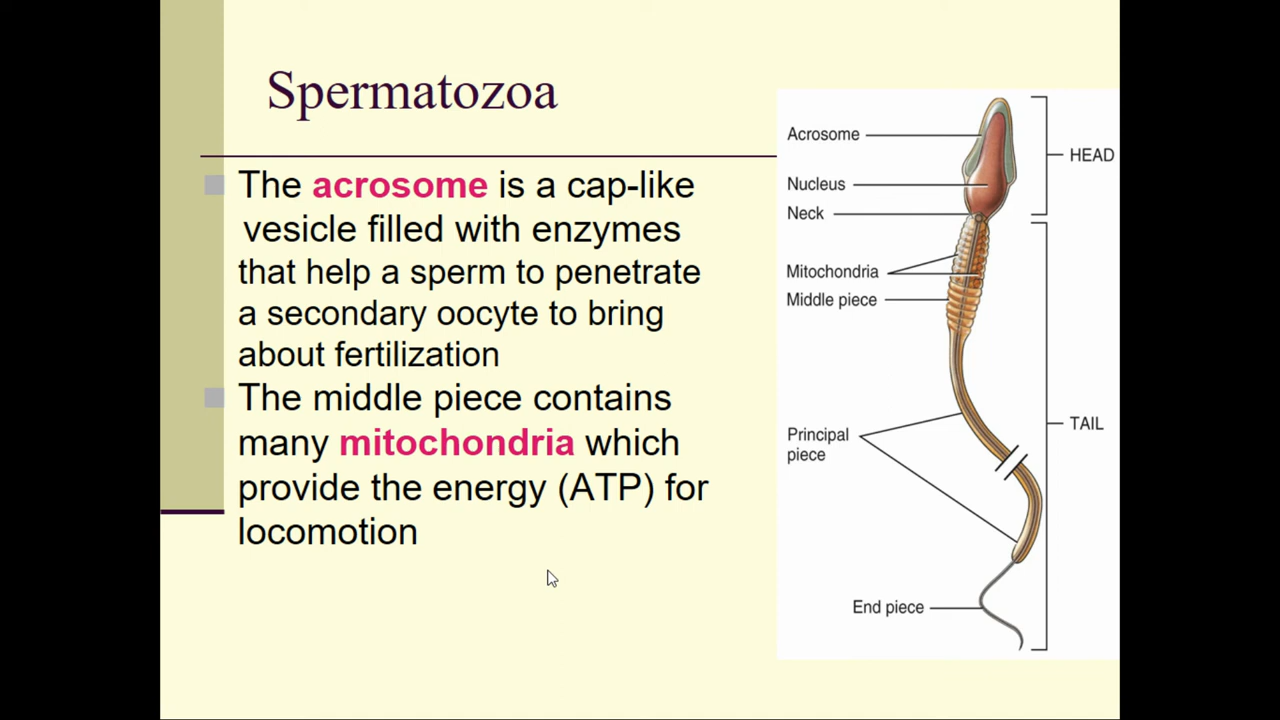 Spermatozoa
The acrosome is a cap-like
vesicle filled with enzymes
that help a sperm to penetrate
a secondary oocyte to bring
about fertilization
The middle piece contains
many mitochondria which
provide the energy (ATP) for
locomotion
Acrosome
HEAD
Nucleus
Neck
Mitochondria
Middle piece
Principal
piece
TAIL
End piece